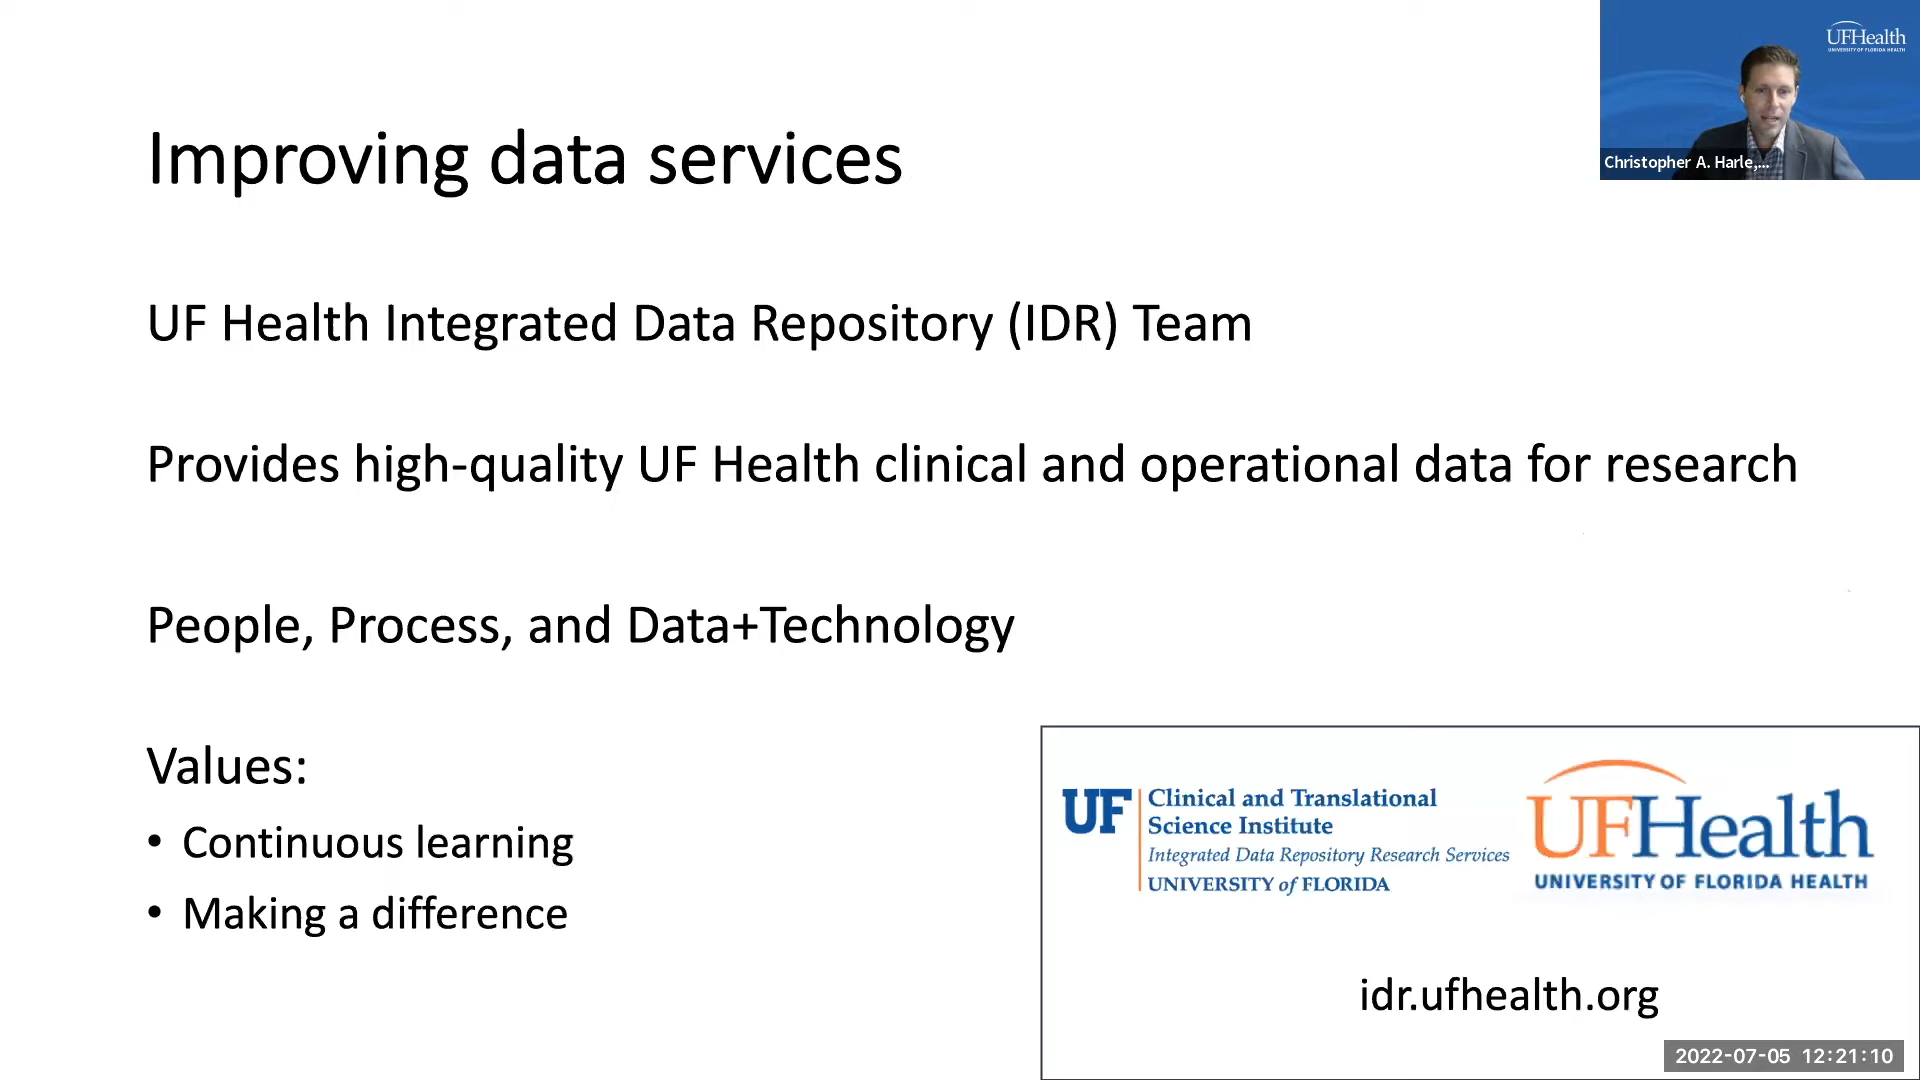 UFHealth
UNIVERSITY OF FLORIDA HEALTH
Christopher A. Harle,...
Improving data services
UF Health Integrated Data Repository (IDR) Team
Provides high-quality UF Health clinical and operational data for research
People, Process, and Data+Technology
Values:
• Continuous learning
• Making a difference
UF
Clinical and Translational
Science Institute
Integrated Data Repository Research Services
UNIVERSITY of FLORIDA
UFHealth
UNIVERSITY OF FLORIDA HEALTH
idr.ufhealth.org
2022-07-05 12:21:10